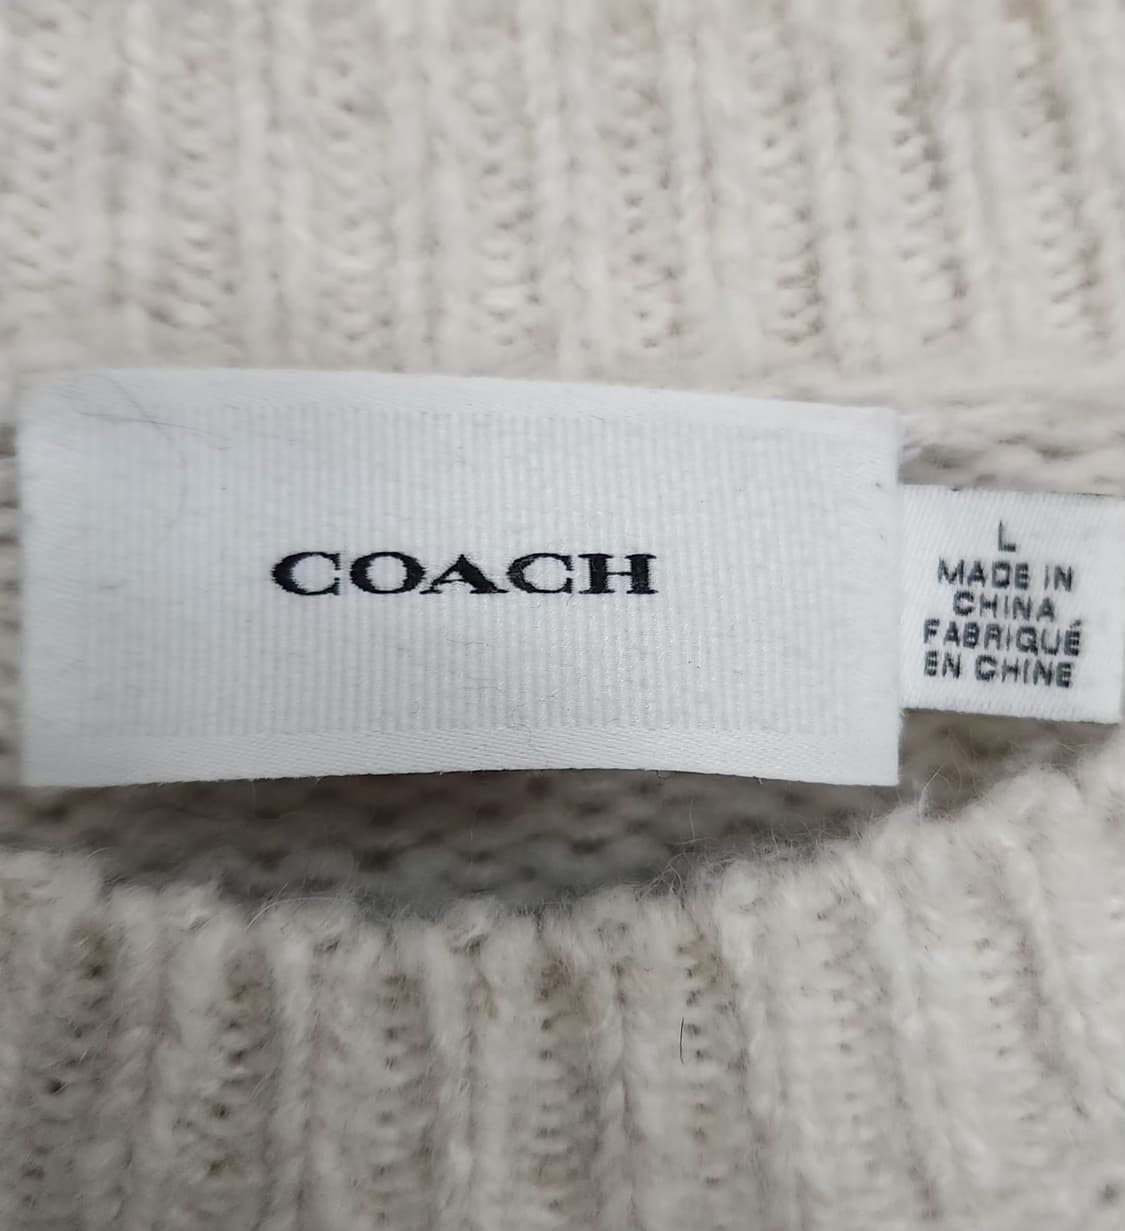 COACH
L
MADE IN
CHINA
FABRIQUÉ
EN CHINE